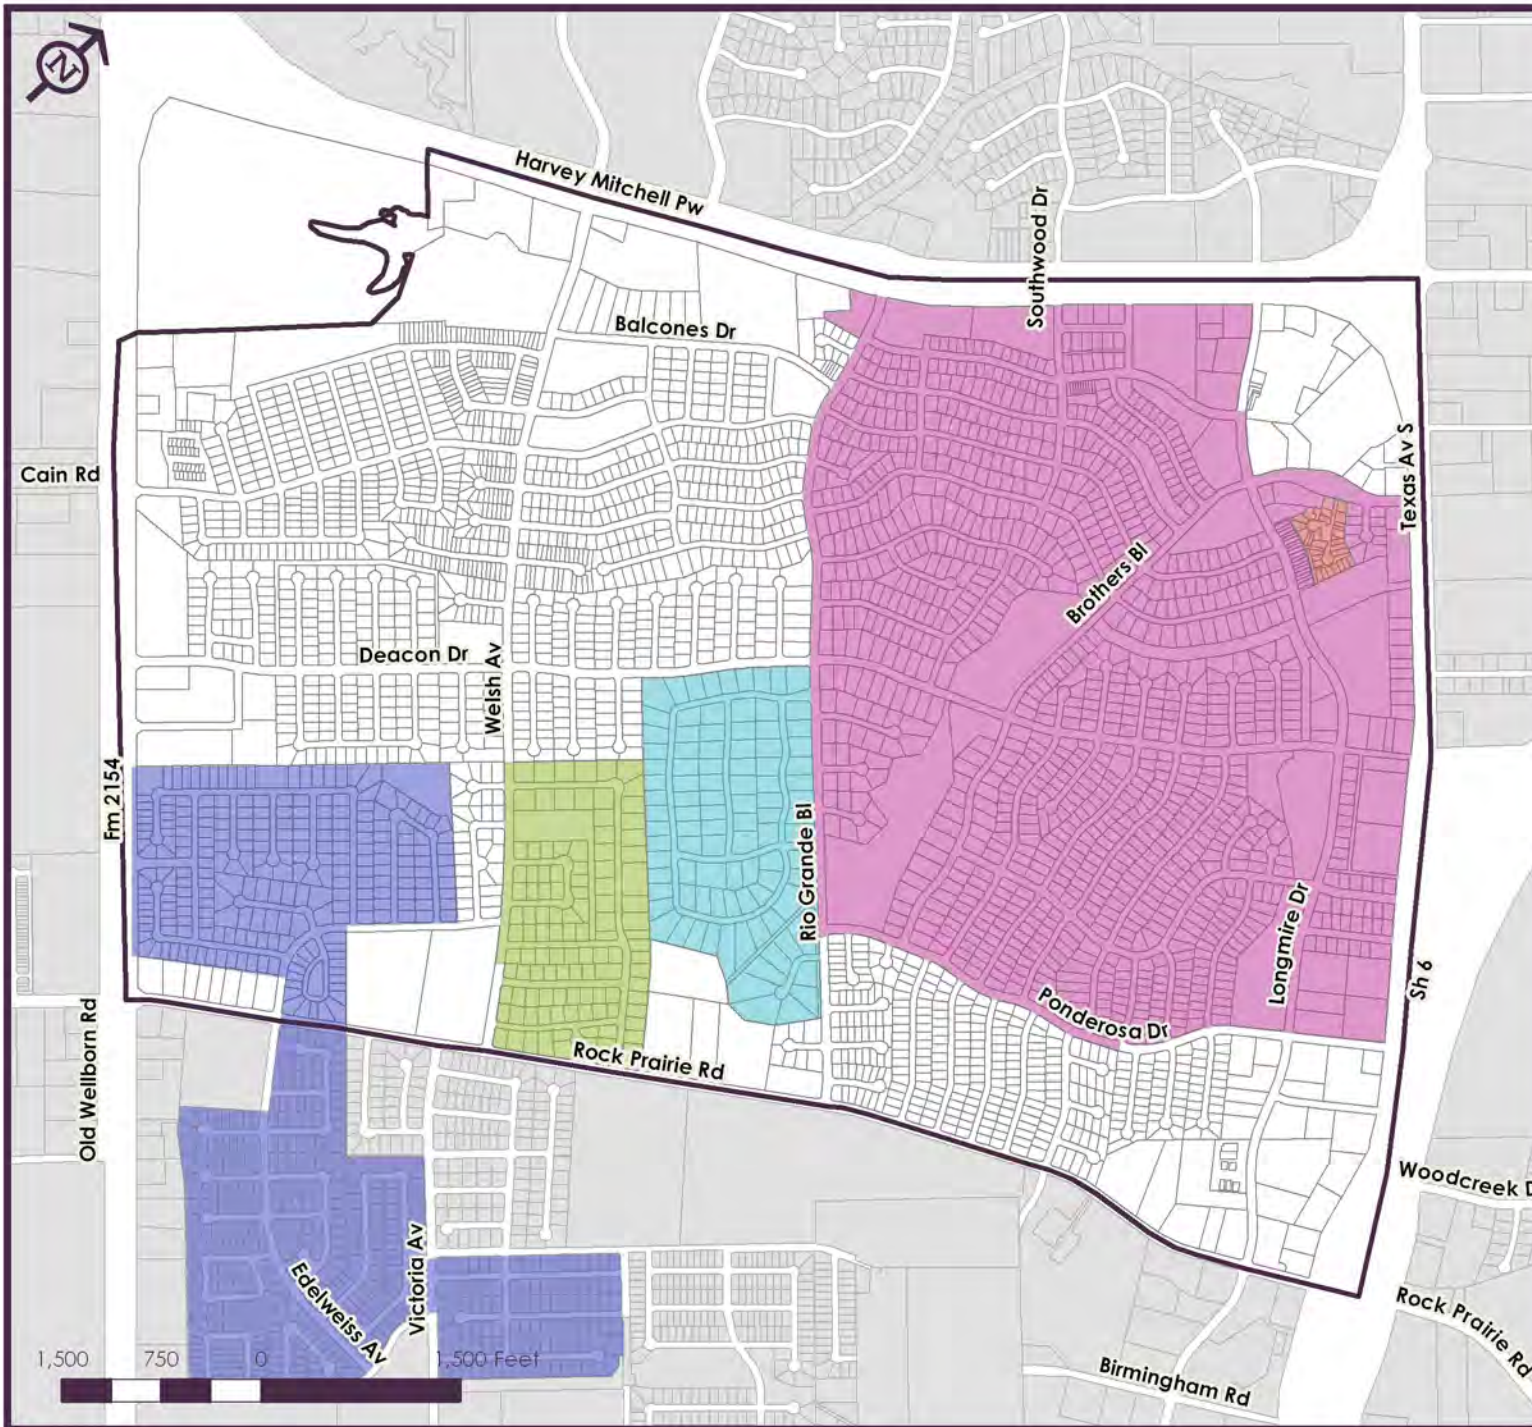 N
Harvey Mitchell Pw
Southwood Dr
Balcones Dr
Texas Av S
Cain Rd
Brothers Bl
Deacon Dr
Welsh Av
Fm 2154
Rio Grande Bl
Longmire Dr
Sh 6
Ponderosa Dr
Old Wellborn Rd
Rock Prairie Rd
Woodcreek D
Victoria Av
Edelweiss Av
Rock Prairie Rd
Birmingham Rd
1,500 750 0 1,500 Feet